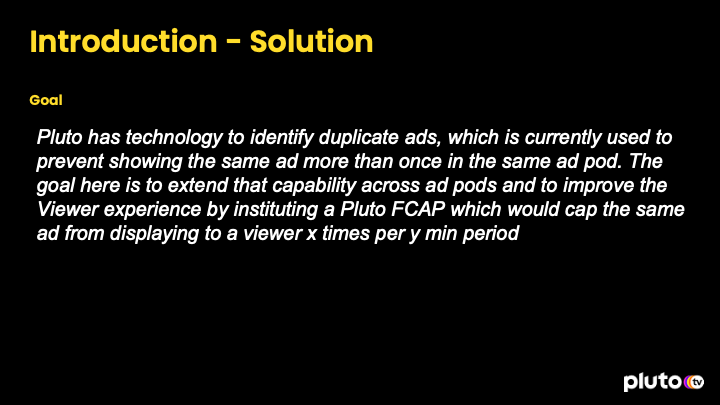 Introduction - Solution
Goal
Pluto has technology to identify duplicate ads, which is currently used to
prevent showing the same ad more than once in the same ad pod. The
goal here is to extend that capability across ad pods and to improve the
Viewer experience by instituting a Pluto FCAP which would cap the same
ad from displaying to a viewer x times per y min period
pluto tv